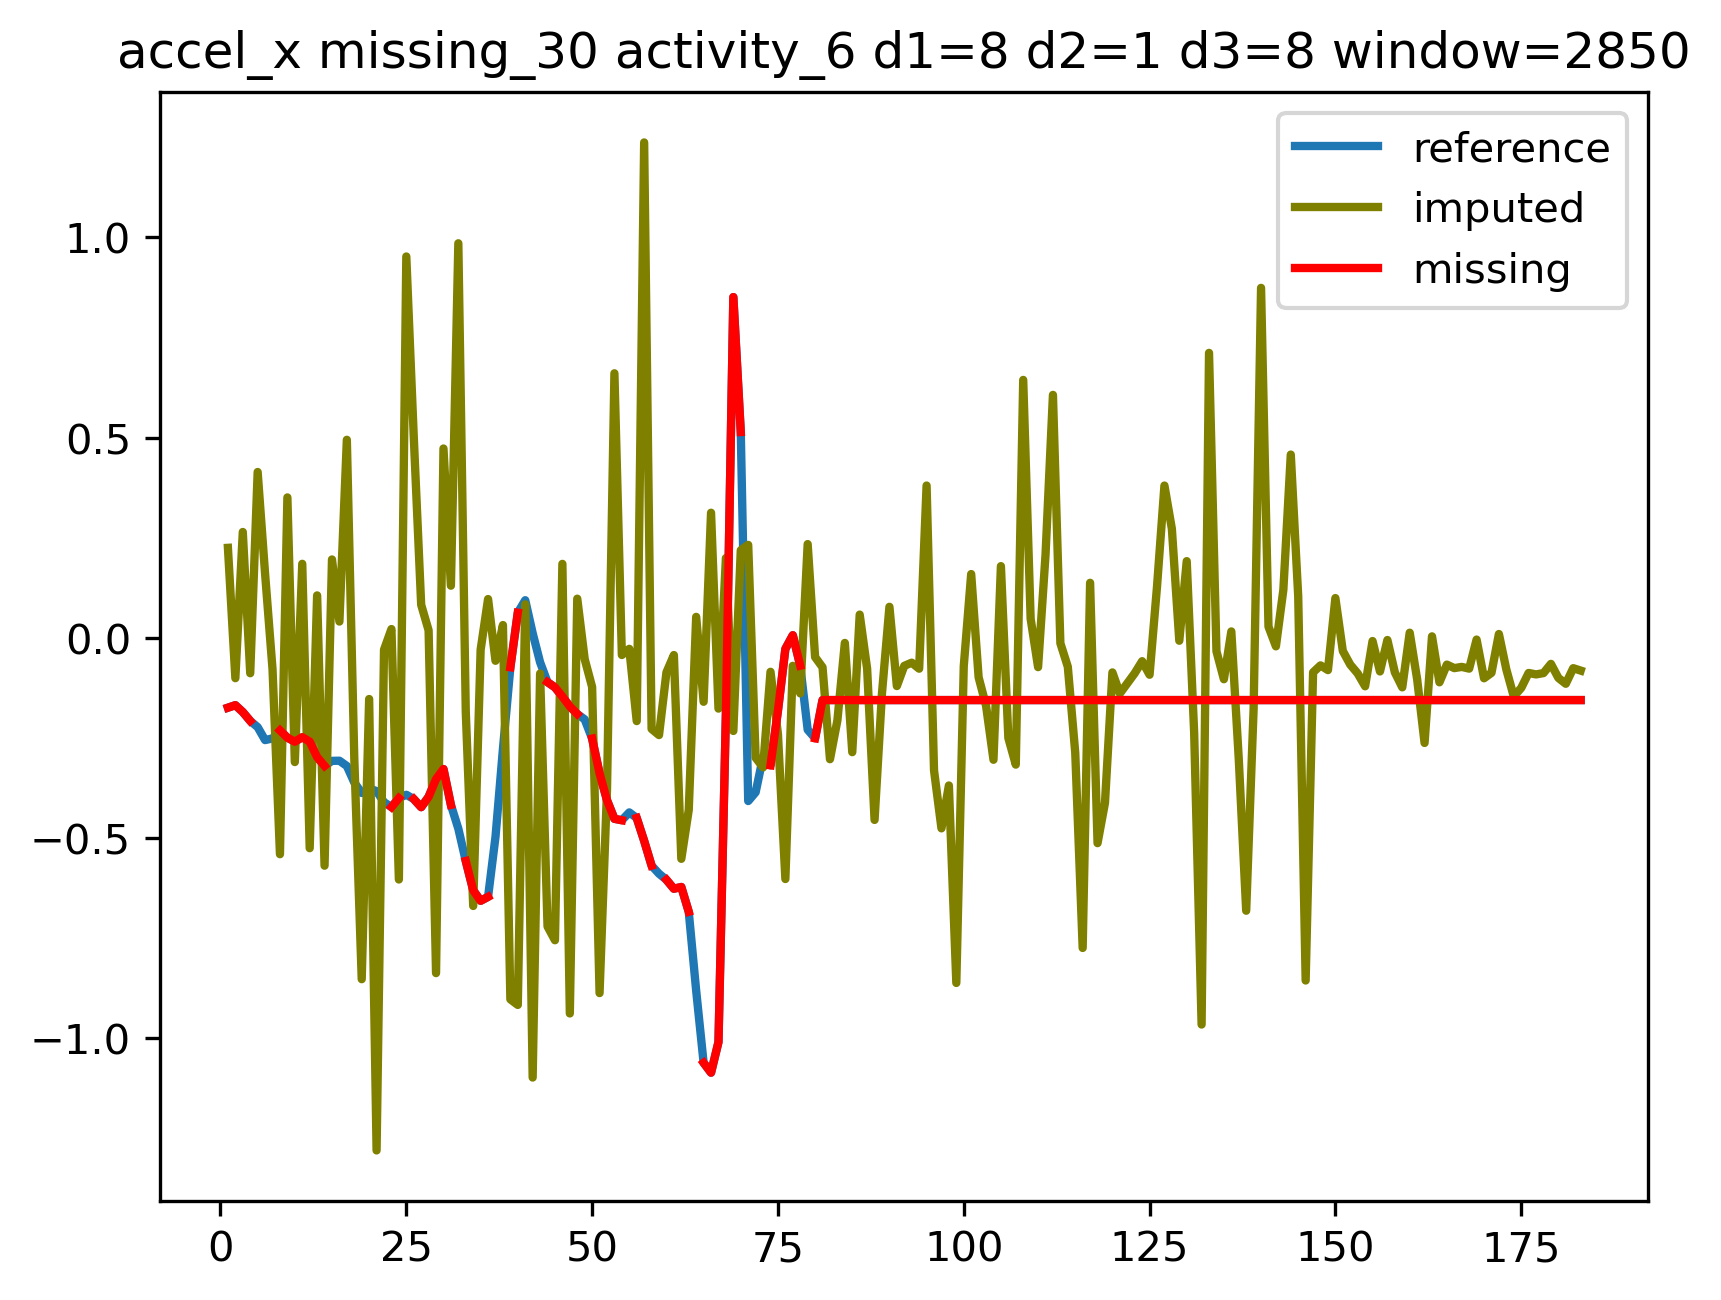 accel_x missing_30 activity_6 d1=8 d2=1 d3=8 window=2850
reference
imputed
missing
1.0
0.5
0.0
−0.5
−1.0
0 25 50 75 100 125 150 175